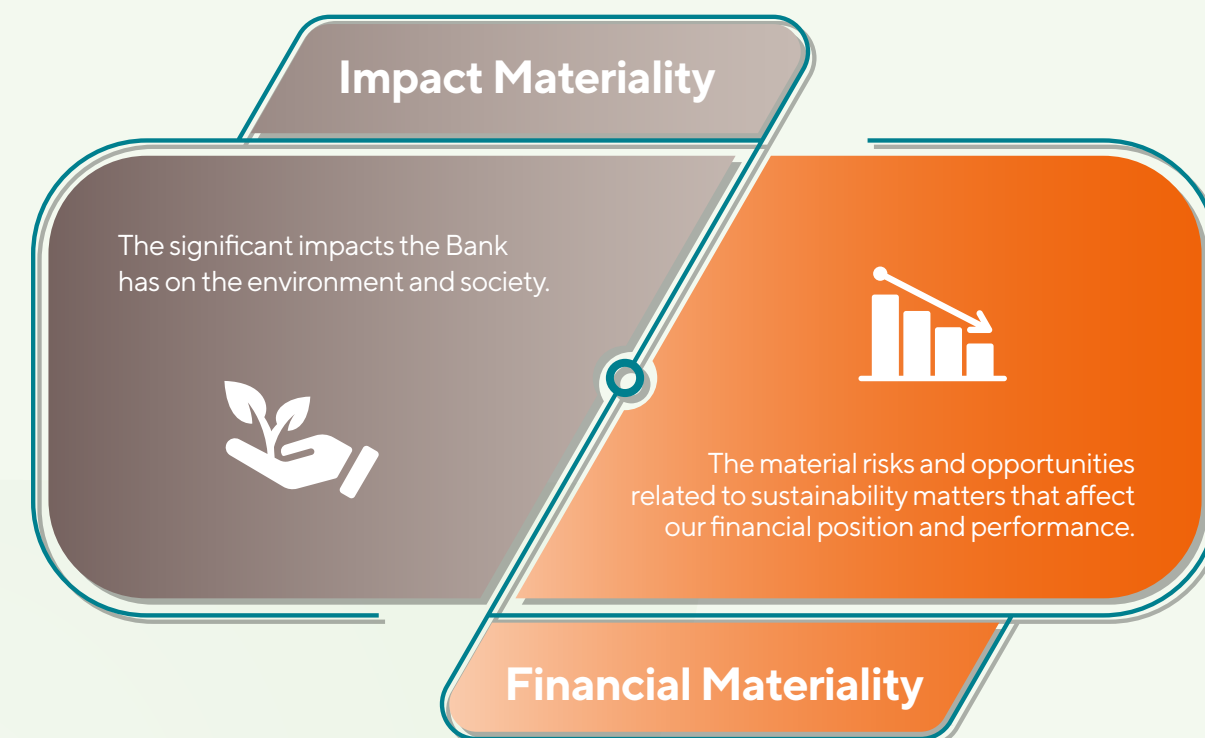 Impact Materiality
The significant impacts the Bank
has on the environment and society.
The material risks and opportunities
related to sustainability matters that affect
our financial position and performance.
Financial Materiality